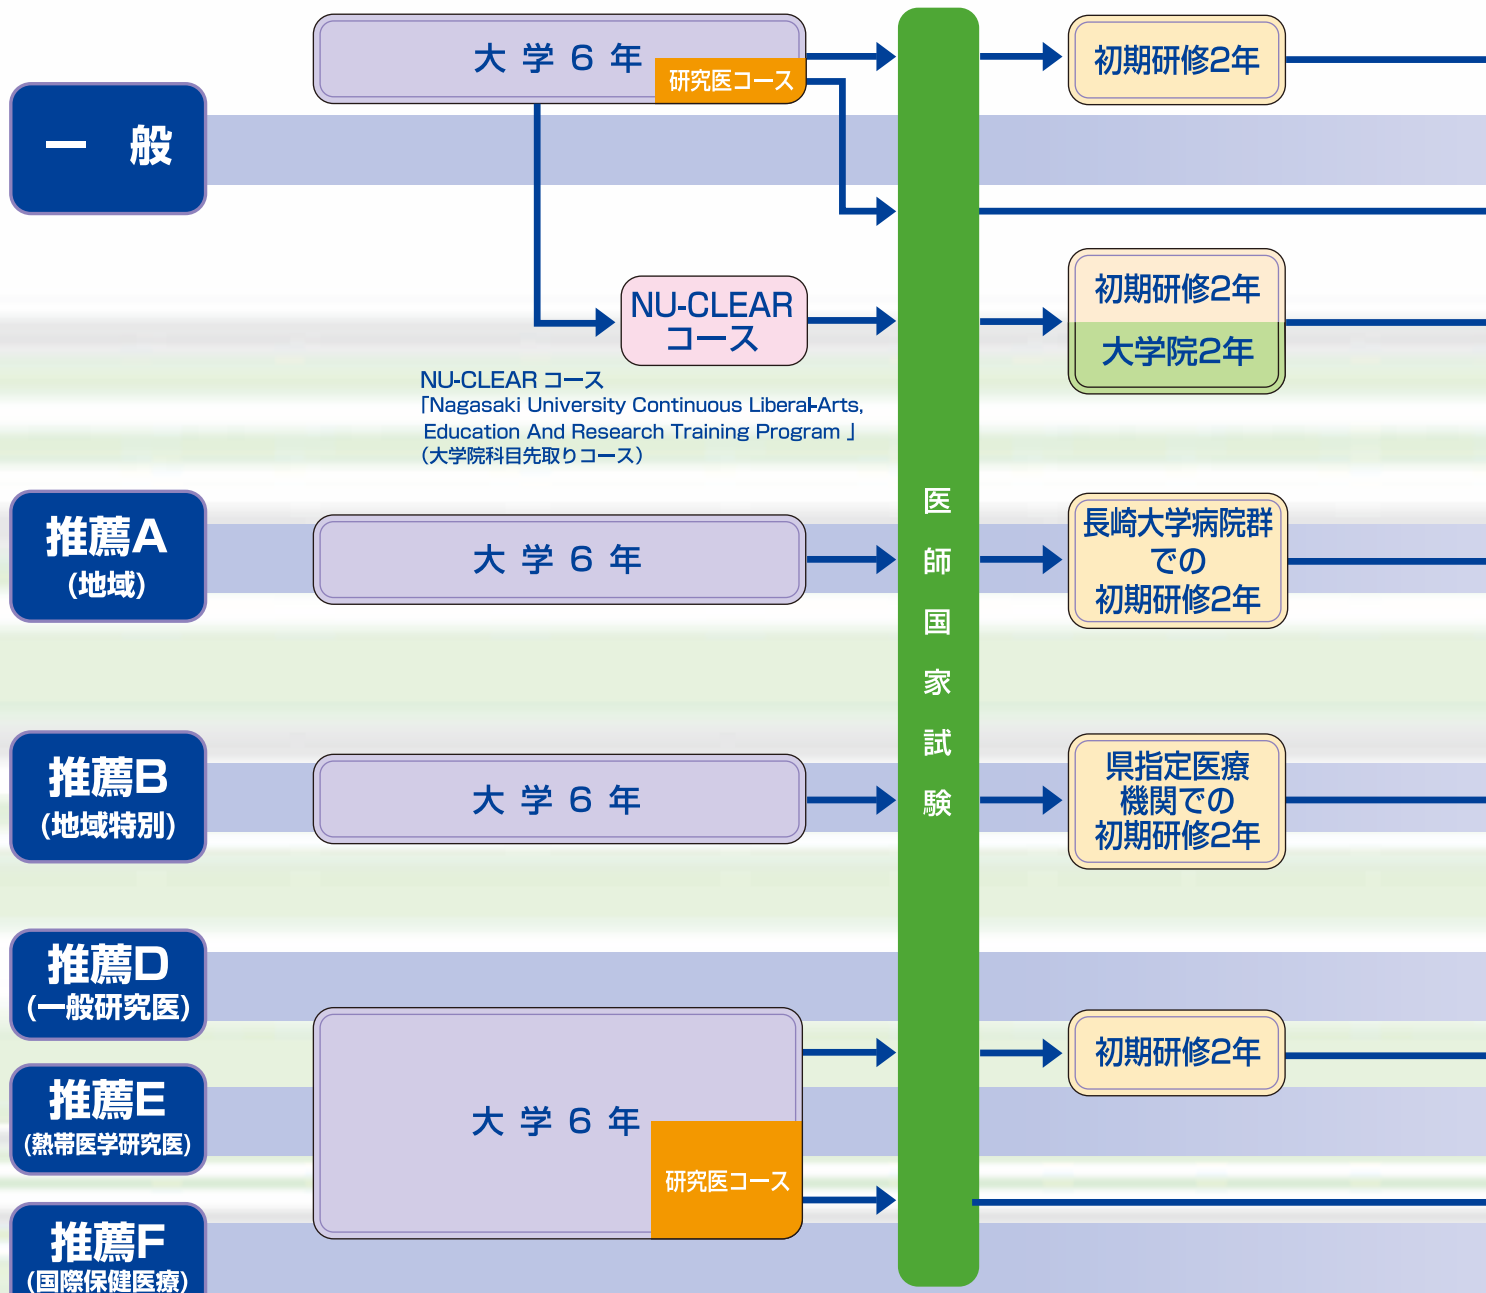 一 般
大 学 6 年
研究医コース
初期研修2年
NU-CLEAR
コース
初期研修2年
大学院2年
NU-CLEAR コース
「Nagasaki University Continuous Liberal-Arts,
Education And Research Training Program 」
（大学院科目先取りコース）
医師国家試験
推薦A
(地域)
大 学 6 年
長崎大学病院群
での
初期研修2年
推薦B
(地域特別)
大 学 6 年
県指定医療
機関での
初期研修2年
推薦D
(一般研究医)
推薦E
(熱帯医学研究医)
推薦F
(国際保健医療)
大 学 6 年
研究医コース
初期研修2年